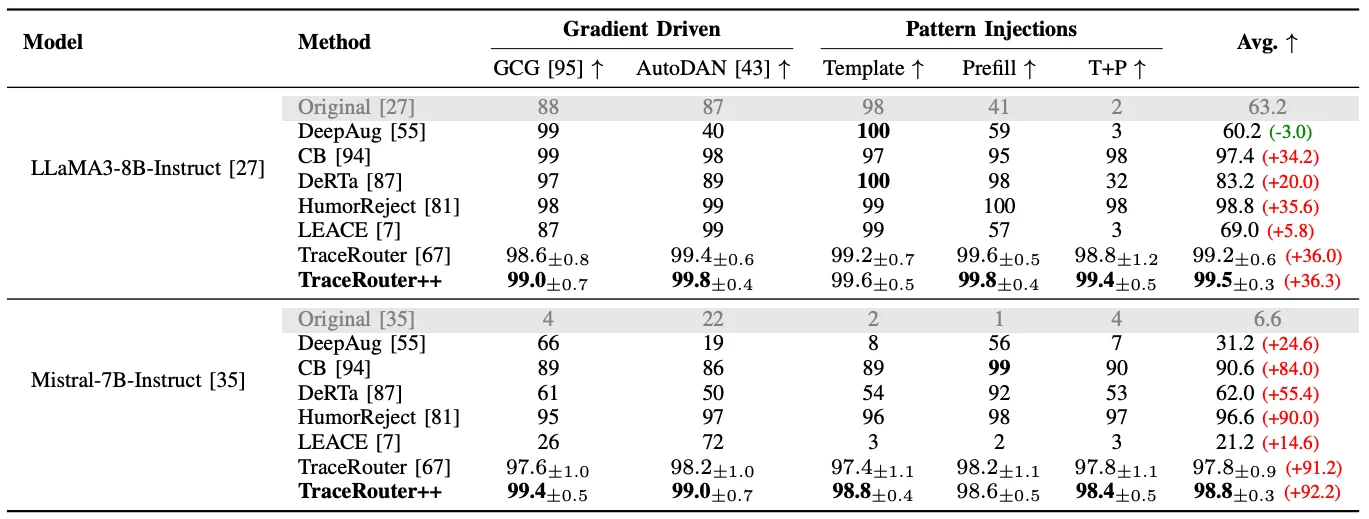 Model Method Gradient Driven Pattern Injections Avg. ↑
GCG [95] ↑ AutoDAN [43] ↑ Template ↑ Prefill ↑ T+P ↑
LLaMA3-8B-Instruct [27]
Original [27] 88 87 98 41 2 63.2
DeepAug [55] 99 40 100 59 3 60.2 (-3.0)
CB [94] 99 98 97 95 98 97.4 (+34.2)
DeRTa [87] 97 89 100 98 32 83.2 (+20.0)
HumorReject [81] 98 99 99 100 98 98.8 (+35.6)
LEACE [7] 87 99 99 57 3 69.0 (+5.8)
TraceRouter [67] 98.6±0.8 99.4±0.6 99.2±0.7 99.6±0.5 98.8±1.2 99.2±0.6 (+36.0)
TraceRouter++ 99.0±0.7 99.8±0.4 99.6±0.5 99.8±0.4 99.4±0.5 99.5±0.3 (+36.3)
Mistral-7B-Instruct [35]
Original [35] 4 22 2 1 4 6.6
DeepAug [55] 66 19 8 56 7 31.2 (+24.6)
CB [94] 89 86 89 99 90 90.6 (+84.0)
DeRTa [87] 61 50 54 92 53 62.0 (+55.4)
HumorReject [81] 95 97 96 98 97 96.6 (+90.0)
LEACE [7] 26 72 3 2 3 21.2 (+14.6)
TraceRouter [67] 97.6±1.0 98.2±1.0 97.4±1.1 98.2±1.1 97.8±1.1 97.8±0.9 (+91.2)
TraceRouter++ 99.4±0.5 99.0±0.7 98.8±0.4 98.6±0.5 98.4±0.5 98.8±0.3 (+92.2)